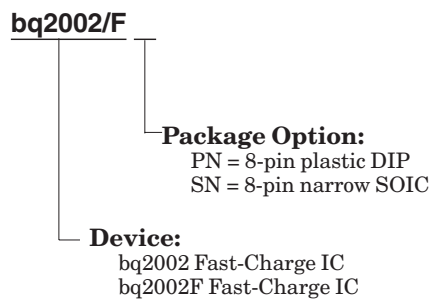 bq2002/F
Package Option:
PN = 8-pin plastic DIP
SN = 8-pin narrow SOIC
Device:
bq2002 Fast-Charge IC
bq2002F Fast-Charge IC